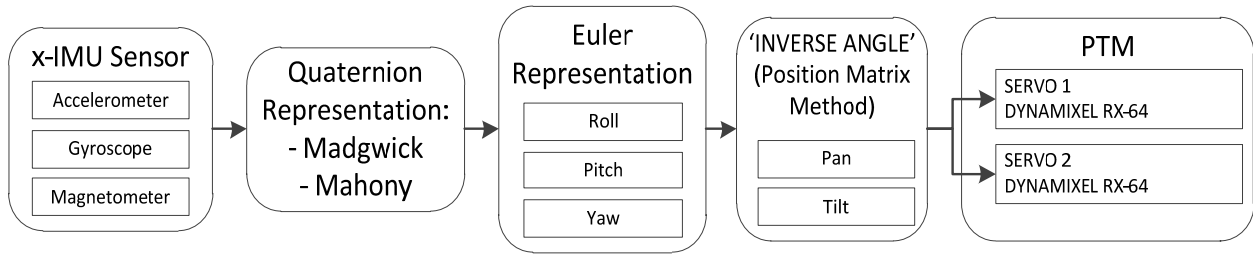 x-IMU Sensor
Accelerometer
Gyroscope
Magnetometer
Quaternion
Representation:
- Madgwick
- Mahony
Euler
Representation
Roll
Pitch
Yaw
‘INVERSE ANGLE’
(Position Matrix
Method)
Pan
Tilt
PTM
SERVO 1
DYNAMIXEL RX-64
SERVO 2
DYNAMIXEL RX-64